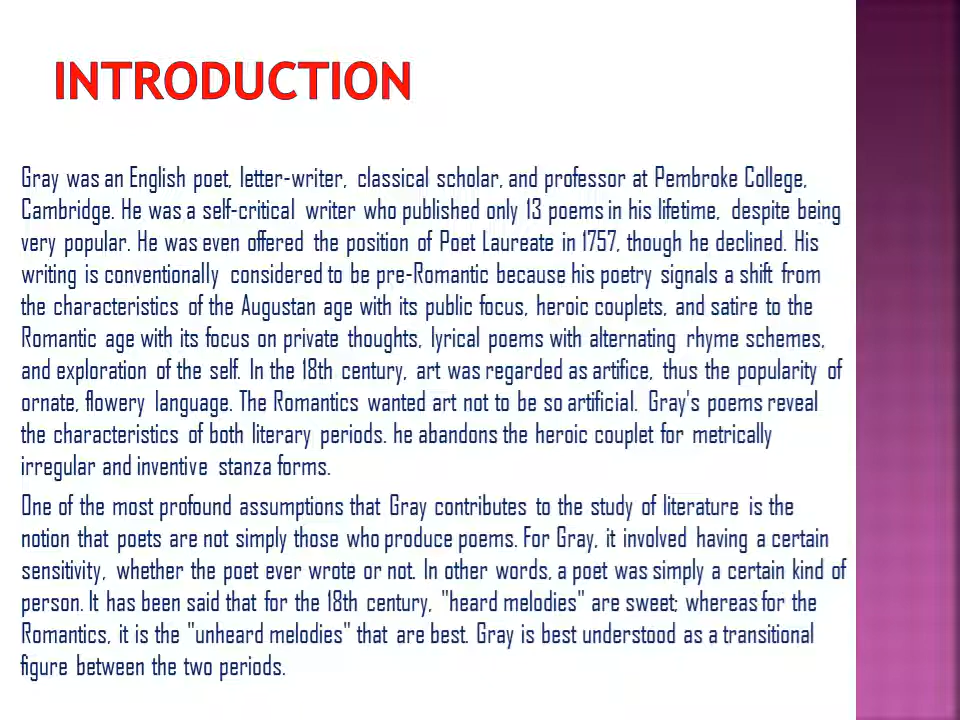 INTRODUCTION
Gray was an English poet, letter-writer, classical scholar, and professor at Pembroke College,
Cambridge. He was a self-critical writer who published only 13 poems in his lifetime, despite being
very popular. He was even offered the position of Poet Laureate in 1757, though he declined. His
writing is conventionally considered to be pre-Romantic because his poetry signals a shift from
the characteristics of the Augustan age with its public focus, heroic couplets, and satire to the
Romantic age with its focus on private thoughts, lyrical poems with alternating rhyme schemes,
and exploration of the self. In the 18th century, art was regarded as artifice, thus the popularity of
ornate, flowery language. The Romantics wanted art not to be so artificial. Gray's poems reveal
the characteristics of both literary periods. he abandons the heroic couplet for metrically
irregular and inventive stanza forms.
One of the most profound assumptions that Gray contributes to the study of literature is the
notion that poets are not simply those who produce poems. For Gray, it involved having a certain
sensitivity, whether the poet ever wrote or not. In other words, a poet was simply a certain kind of
person. It has been said that for the 18th century, "heard melodies" are sweet; whereas for the
Romantics, it is the "unheard melodies" that are best. Gray is best understood as a transitional
figure between the two periods.